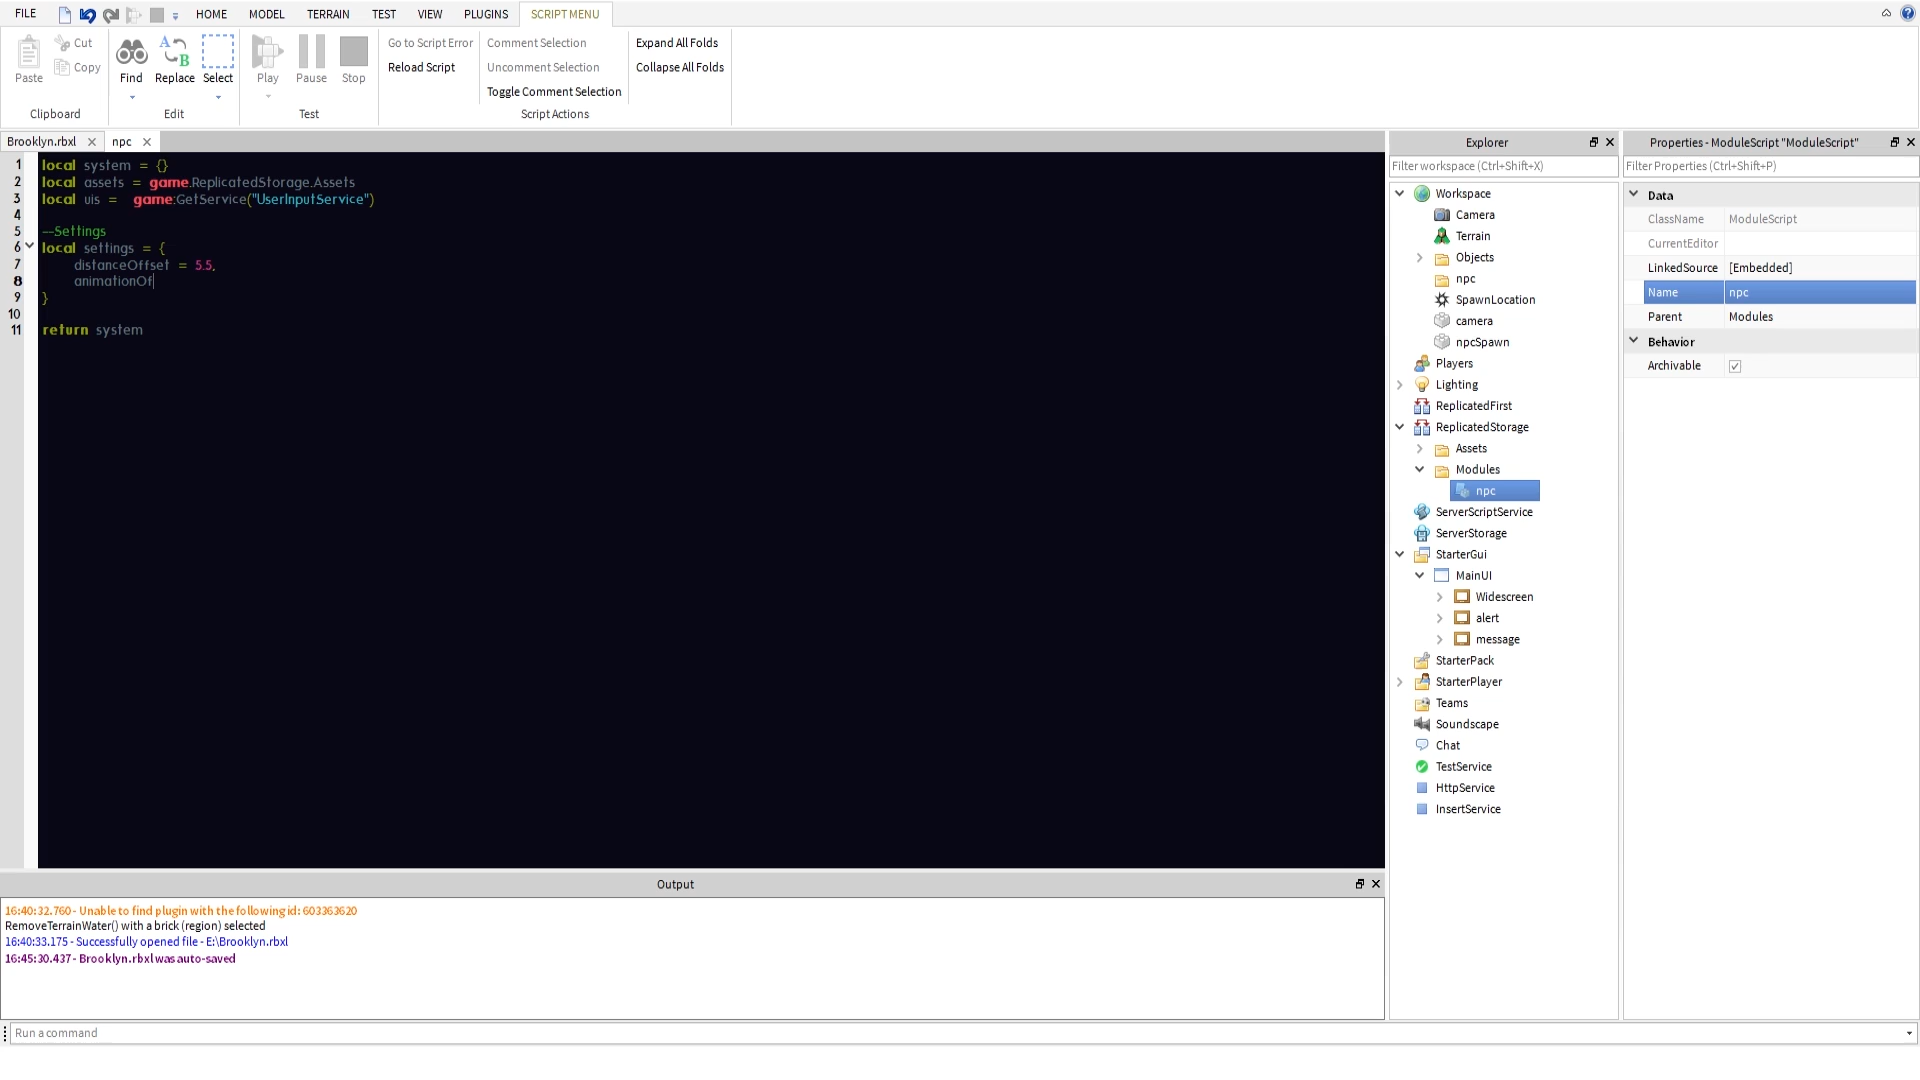 FILE HOME MODEL TERRAIN TEST VIEW PLUGINS SCRIPT MENU
Paste
Cut
Copy
Clipboard
Find
Replace
Select
Edit
Play
Pause
Stop
Test
Go to Script Error
Reload Script
Comment Selection
Uncomment Selection
Toggle Comment Selection
Expand All Folds
Collapse All Folds
Script Actions
Brooklyn.rbxl
npc
1 local system = {}
2 local assets = game.ReplicatedStorage.Assets
3 local uis =  game:GetService("UserInputService")
4
5 --Settings
6 local settings = {
7 distanceOffset = 5.5,
8 animationOf
9 }
10
11 return system
Output
16:40:32.760 - Unable to find plugin with the following id: 603363620
RemoveTerrainWater() with a brick (region) selected
16:40:33.175 - Successfully opened file - E:\Brooklyn.rbxl
16:45:30.437 - Brooklyn.rbxl was auto-saved
Run a command
Explorer
Filter workspace (Ctrl+Shift+X)
Workspace
Camera
Terrain
Objects
npc
SpawnLocation
camera
npcSpawn
Players
Lighting
ReplicatedFirst
ReplicatedStorage
Assets
Modules
npc
ServerScriptService
ServerStorage
StarterGui
MainUI
Widescreen
alert
message
StarterPack
StarterPlayer
Teams
Soundscape
Chat
TestService
HttpService
InsertService
Properties - ModuleScript "ModuleScript"
Filter Properties (Ctrl+Shift+P)
Data
ClassName ModuleScript
CurrentEditor
LinkedSource [Embedded]
Name npc
Parent Modules
Behavior
Archivable